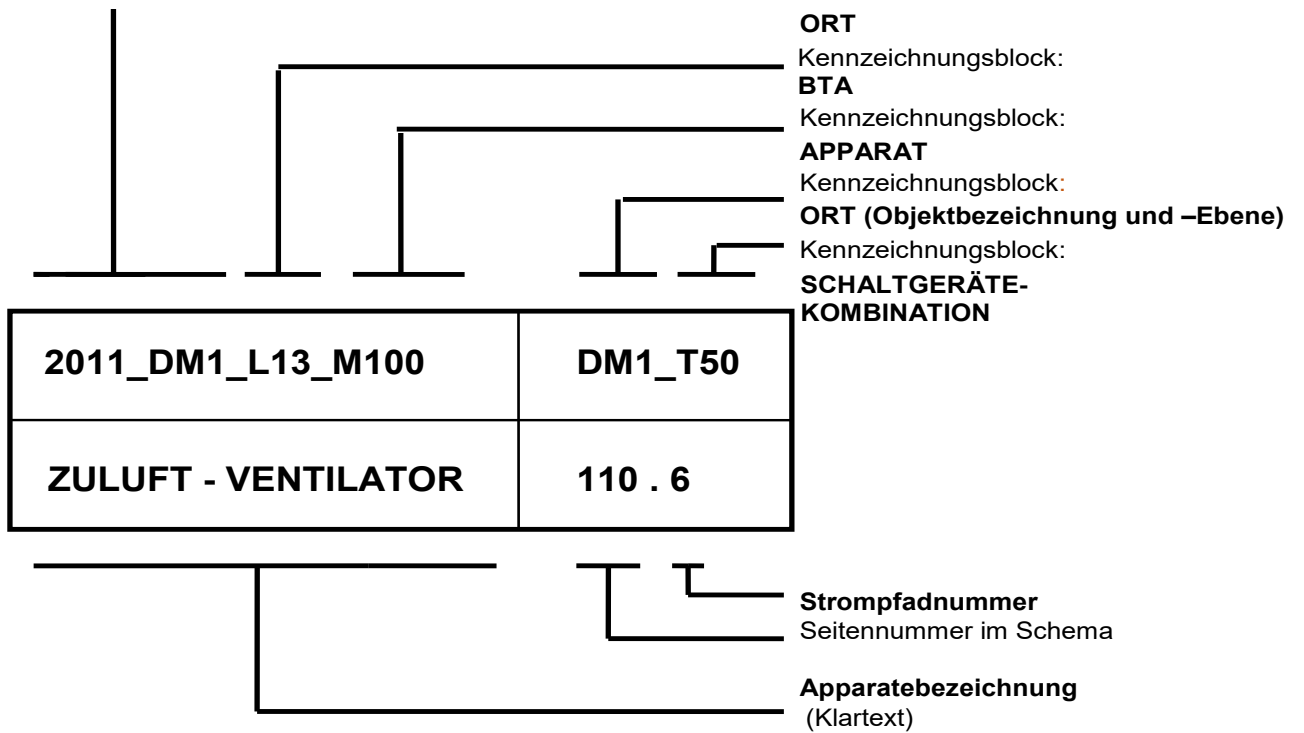 ORT
Kennzeichnungsblock:
BTA
Kennzeichnungsblock:
APPARAT
Kennzeichnungsblock:
ORT (Objektbezeichnung und –Ebene)
Kennzeichnungsblock:
SCHALTGERÄTE-
KOMBINATION
2011_DM1_L13_M100 DM1_T50
ZULUFT - VENTILATOR 110 . 6
Strompfadnummer
Seitennummer im Schema
Apparatebezeichnung
(Klartext)